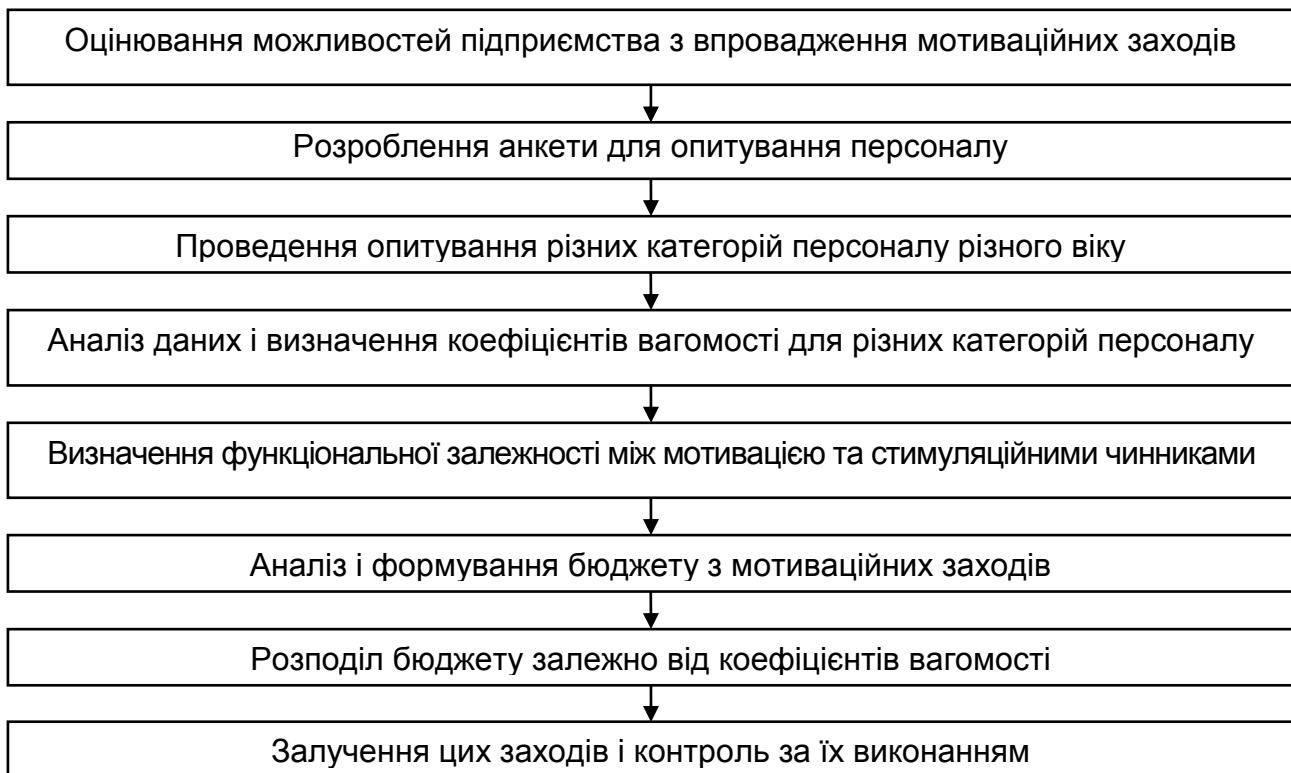 Оцінювання можливостей підприємства з впровадження мотиваційних заходів
Розроблення анкети для опитування персоналу
Проведення опитування різних категорій персоналу різного віку
Аналіз даних і визначення коефіцієнтів вагомості для різних категорій персоналу
Визначення функціональної залежності між мотивацією та стимуляційними чинниками
Аналіз і формування бюджету з мотиваційних заходів
Розподіл бюджету залежно від коефіцієнтів вагомості
Залучення цих заходів і контроль за їх виконанням